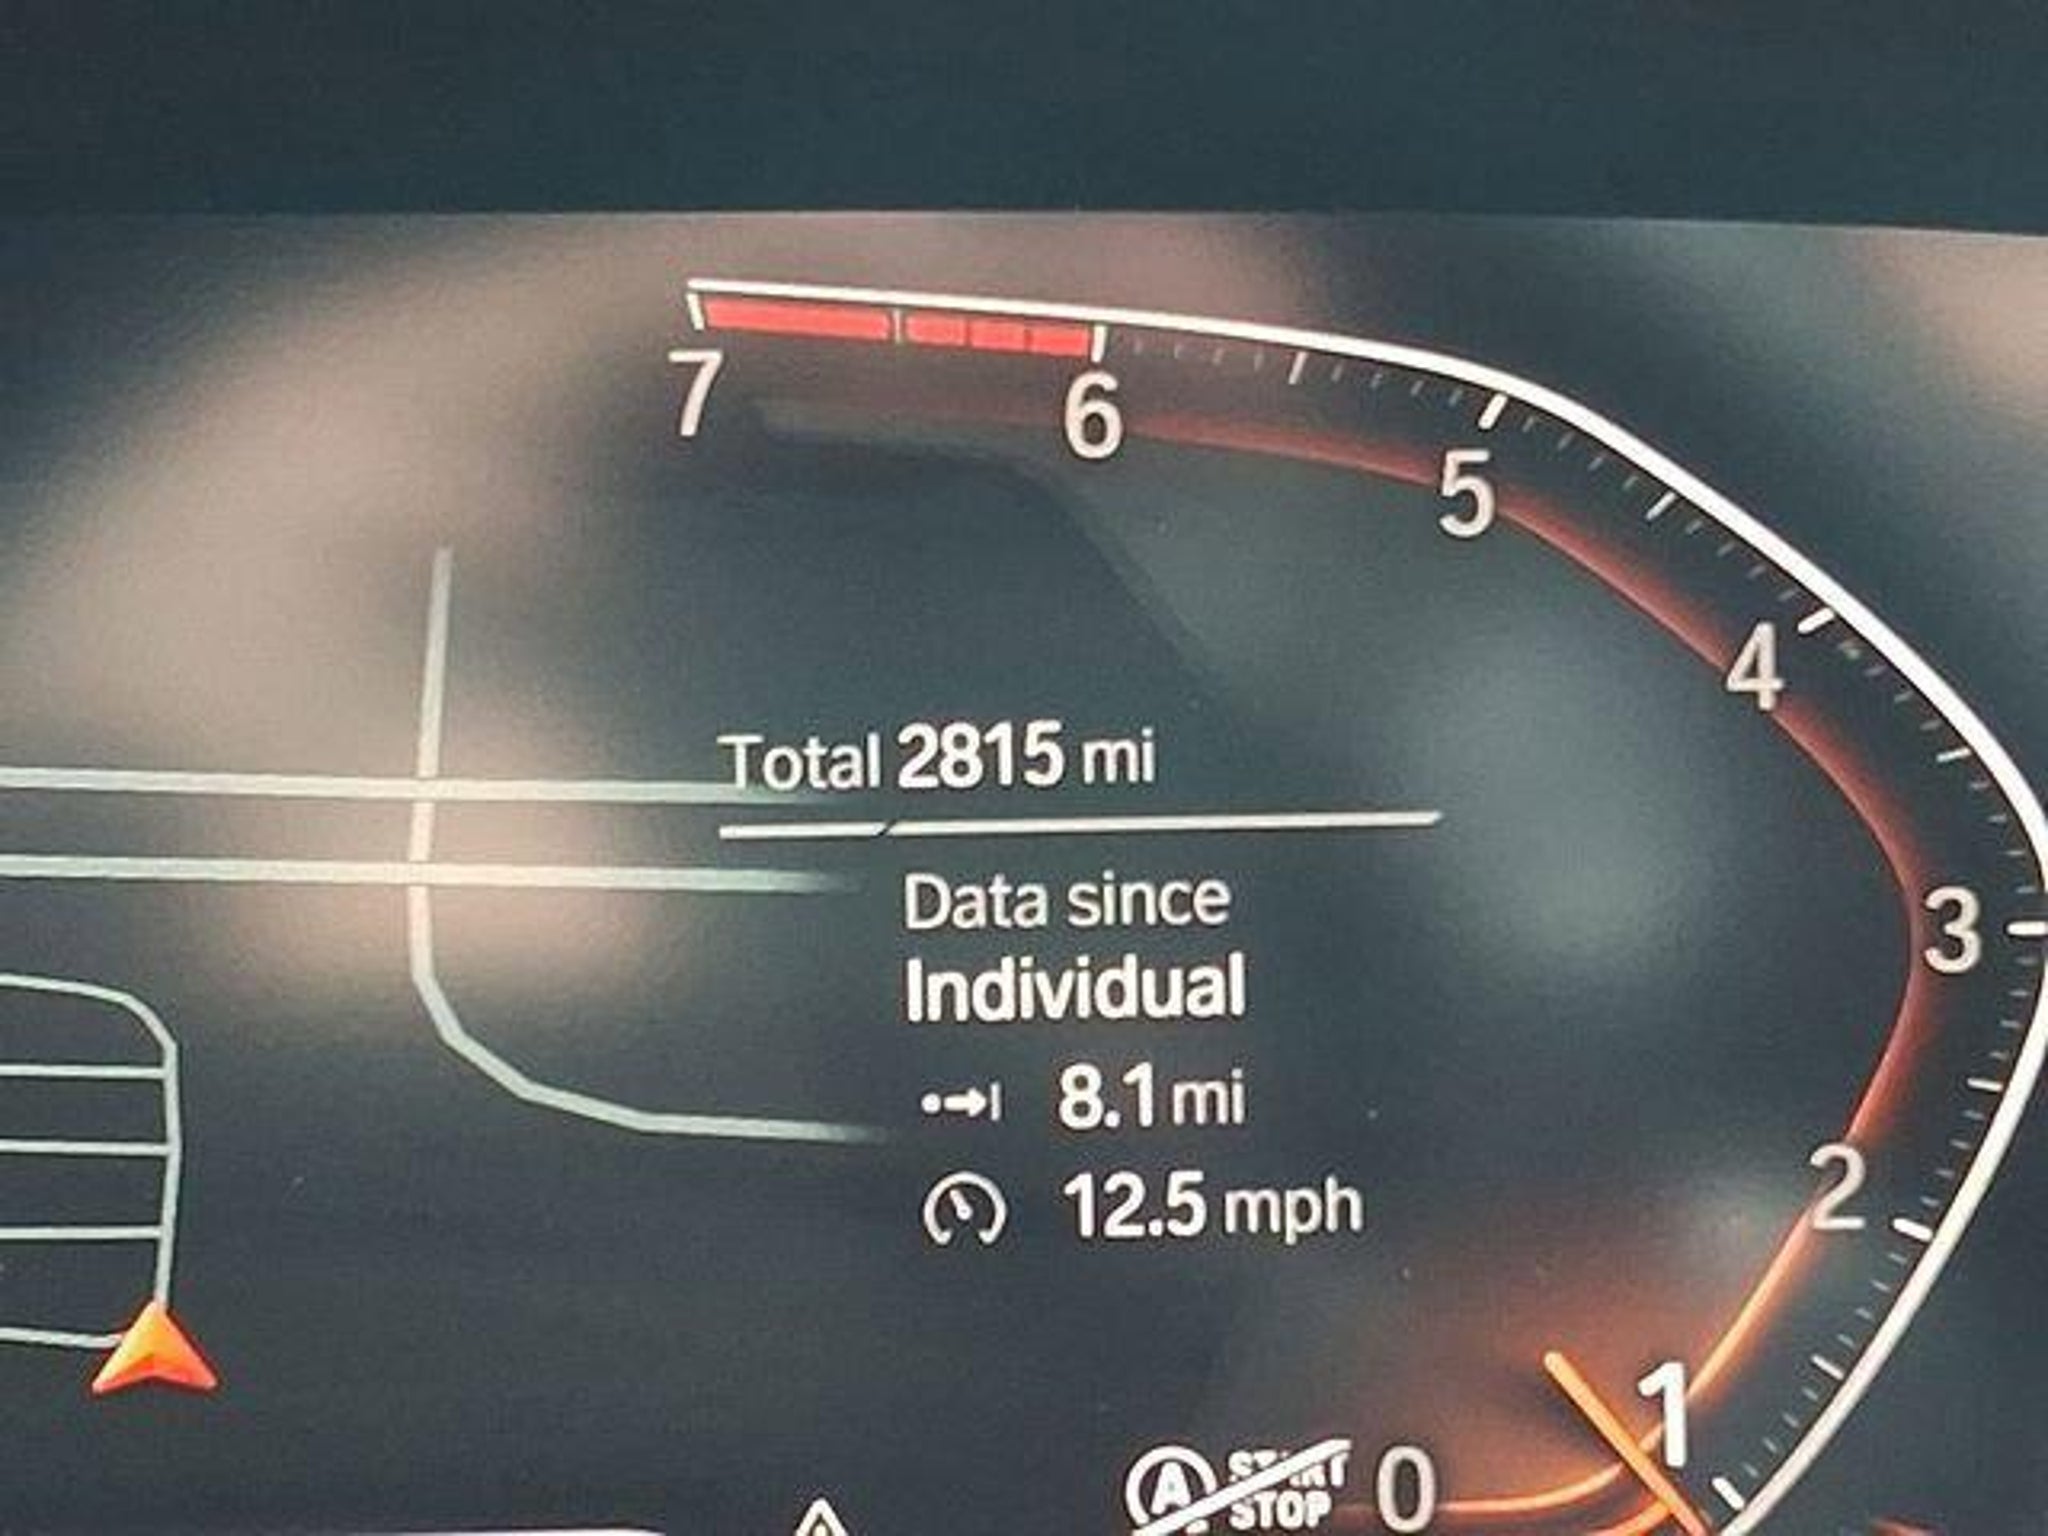 7
6
5
4
Total 2815 mi
3
Data since
Individual
8.1 mi
12.5 mph
2
1
A START
STOP
0